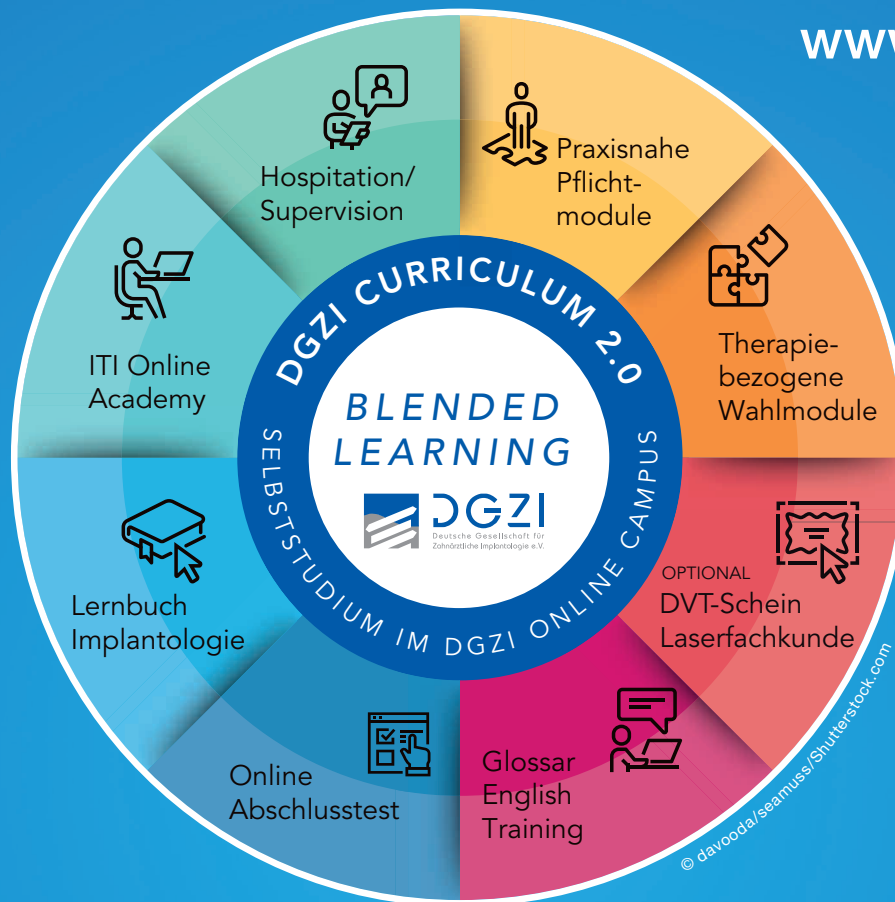 www
Hospitation/
Supervision
Praxisnahe
Pflicht-
module
Therapie-
bezogene
Wahlmodule
OPTIONAL
DVT-Schein
Laserfachkunde
Glossar
English
Training
Online
Abschlusstest
Lernbuch
Implantologie
ITI Online
Academy
DGZI CURRICULUM 2.0
BLENDED
LEARNING
DGZI
Deutsche Gesellschaft für
Zahnärztliche Implantologie e.V.
SELBSTSTUDIUM IM DGZI ONLINE CAMPUS
© davooda/seamuss/Shutterstock.com